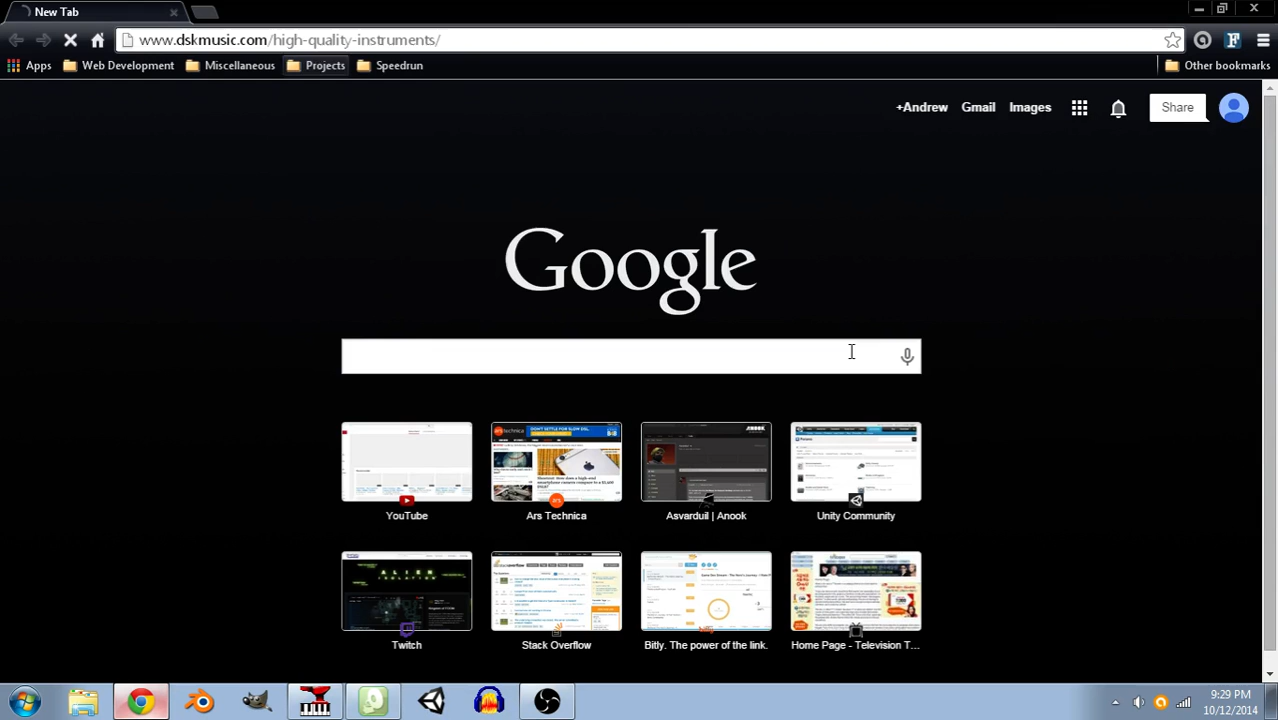 New Tab
www.dskmusic.com/high-quality-instruments/
Apps Web Development Miscellaneous Projects Speedrun Other bookmarks
+Andrew Gmail Images Share
Google
YouTube Ars Technica Asvarduil | Anook Unity Community
Twitch Stack Overflow Bitly. The power of the link. Home Page - Television T...
9:29 PM
10/12/2014